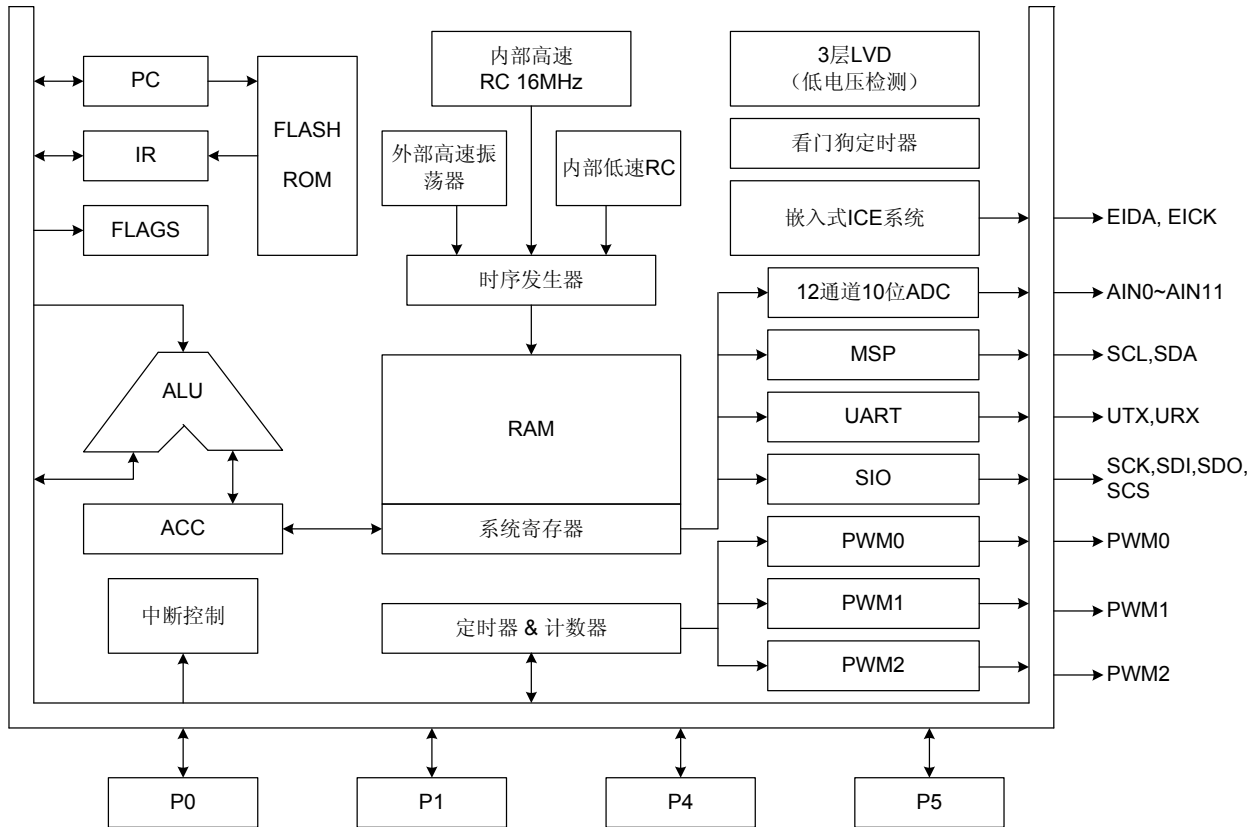 PC
IR
FLAGS
FLASH
ROM
内部高速
RC 16MHz
外部高速振
荡器
内部低速RC
时序发生器
3层LVD
（低电压检测）
看门狗定时器
嵌入式ICE系统
EIDA, EICK
12通道10位ADC
AIN0~AIN11
MSP
SCL,SDA
UART
UTX,URX
SIO
SCK,SDI,SDO,
SCS
ALU
RAM
ACC
系统寄存器
PWM0
PWM0
中断控制
定时器 & 计数器
PWM1
PWM1
PWM2
PWM2
P0
P1
P4
P5